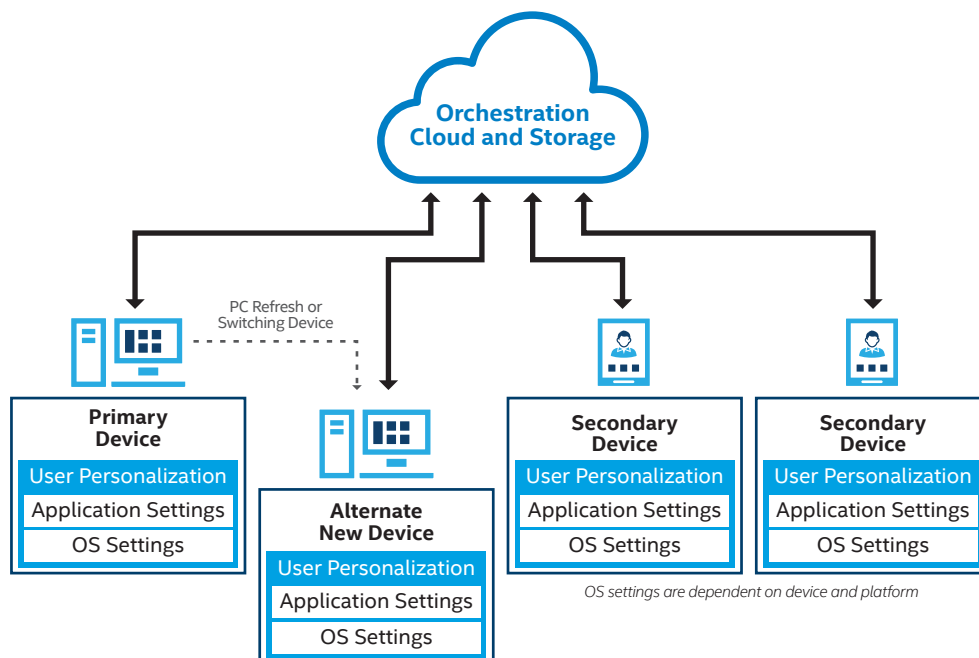 Orchestration
Cloud and Storage
PC Refresh or
Switching Device
Primary
Device
User Personalization
Application Settings
OS Settings
Alternate
New Device
User Personalization
Application Settings
OS Settings
Secondary
Device
User Personalization
Application Settings
OS Settings
Secondary
Device
User Personalization
Application Settings
OS Settings
OS settings are dependent on device and platform